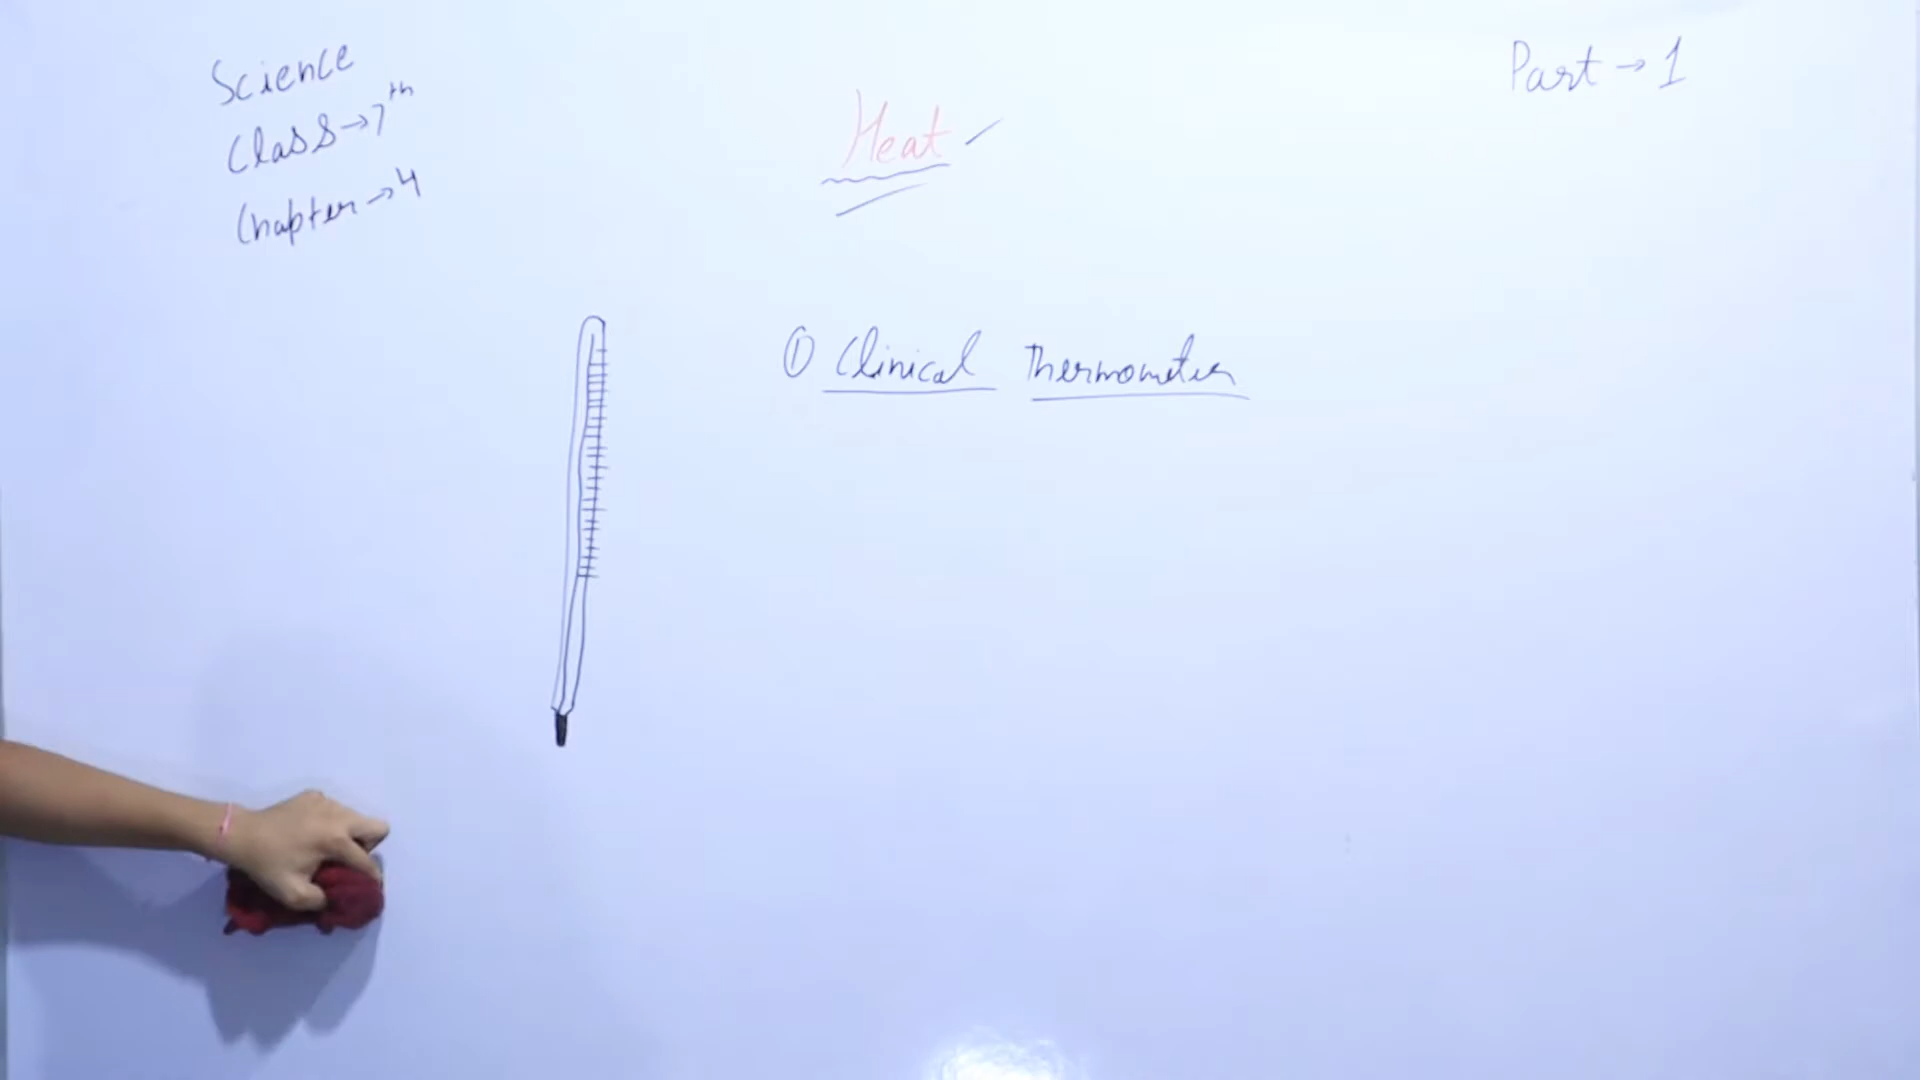 Science
Class→7th
Chapter→4
Part→1
Heat
① Clinical Thermometer